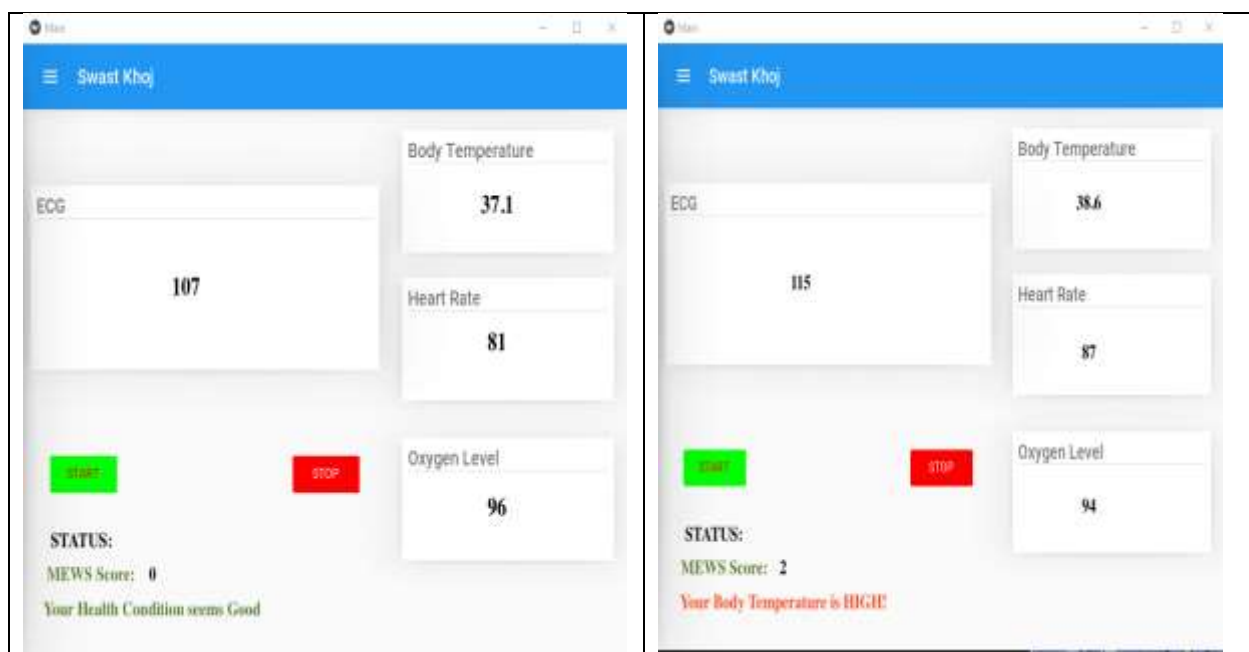 Main
Swast Khoj
Body Temperature
37.1
ECG
107
Heart Rate
81
START
STOP
Oxygen Level
96
STATUS:
MEWS Score: 0
Your Health Condition seems Good
Main
Swast Khoj
Body Temperature
38.6
ECG
115
Heart Rate
87
START
STOP
Oxygen Level
94
STATUS:
MEWS Score: 2
Your Body Temperature is HIGH!